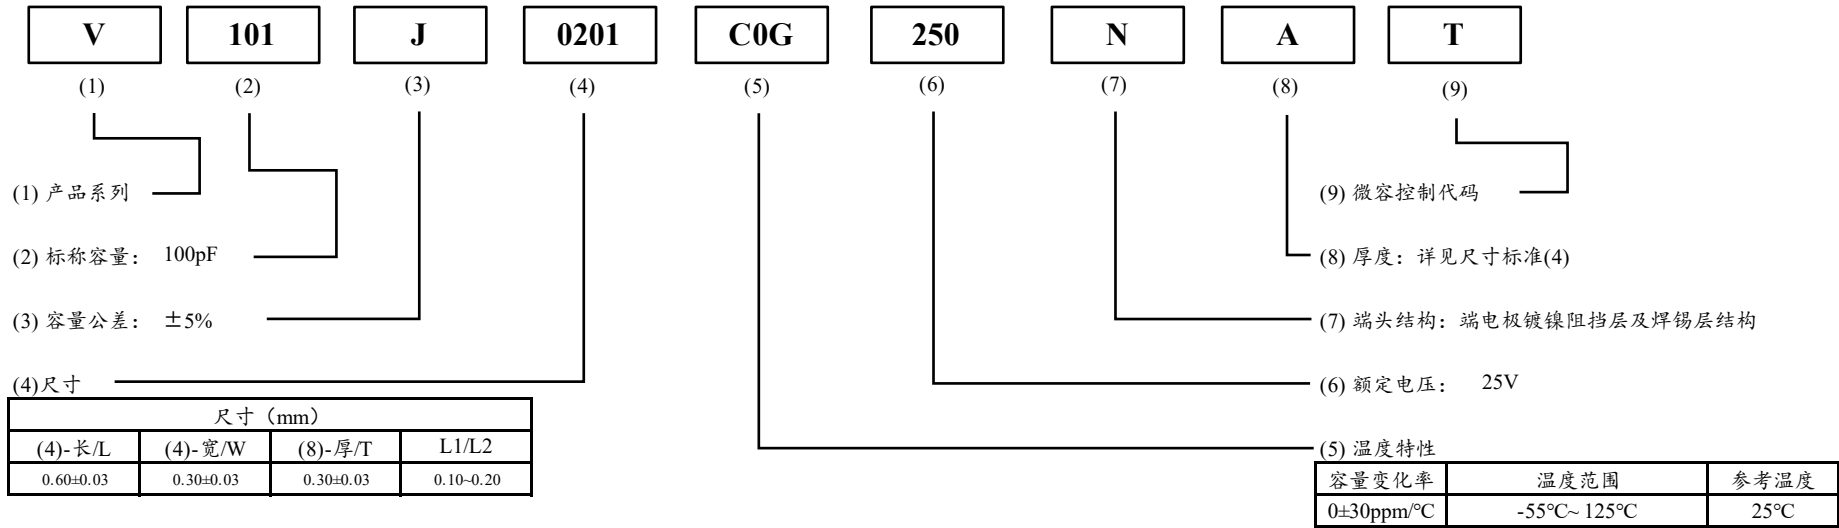 V 101 J 0201 C0G 250 N A T
(1) (2) (3) (4) (5) (6) (7) (8) (9)
(1) 产品系列
(9) 微容控制代码
(2) 标称容量： 100pF
(8) 厚度：详见尺寸标准(4)
(3) 容量公差： ±5%
(7) 端头结构：端电极镀镍阻挡层及焊锡层结构
(4)尺寸
(6) 额定电压： 25V
尺寸（mm）
(4)-长/L (4)-宽/W (8)-厚/T L1/L2
0.60±0.03 0.30±0.03 0.30±0.03 0.10~0.20
(5) 温度特性
容量变化率 温度范围 参考温度
0±30ppm/°C -55°C~ 125°C 25°C